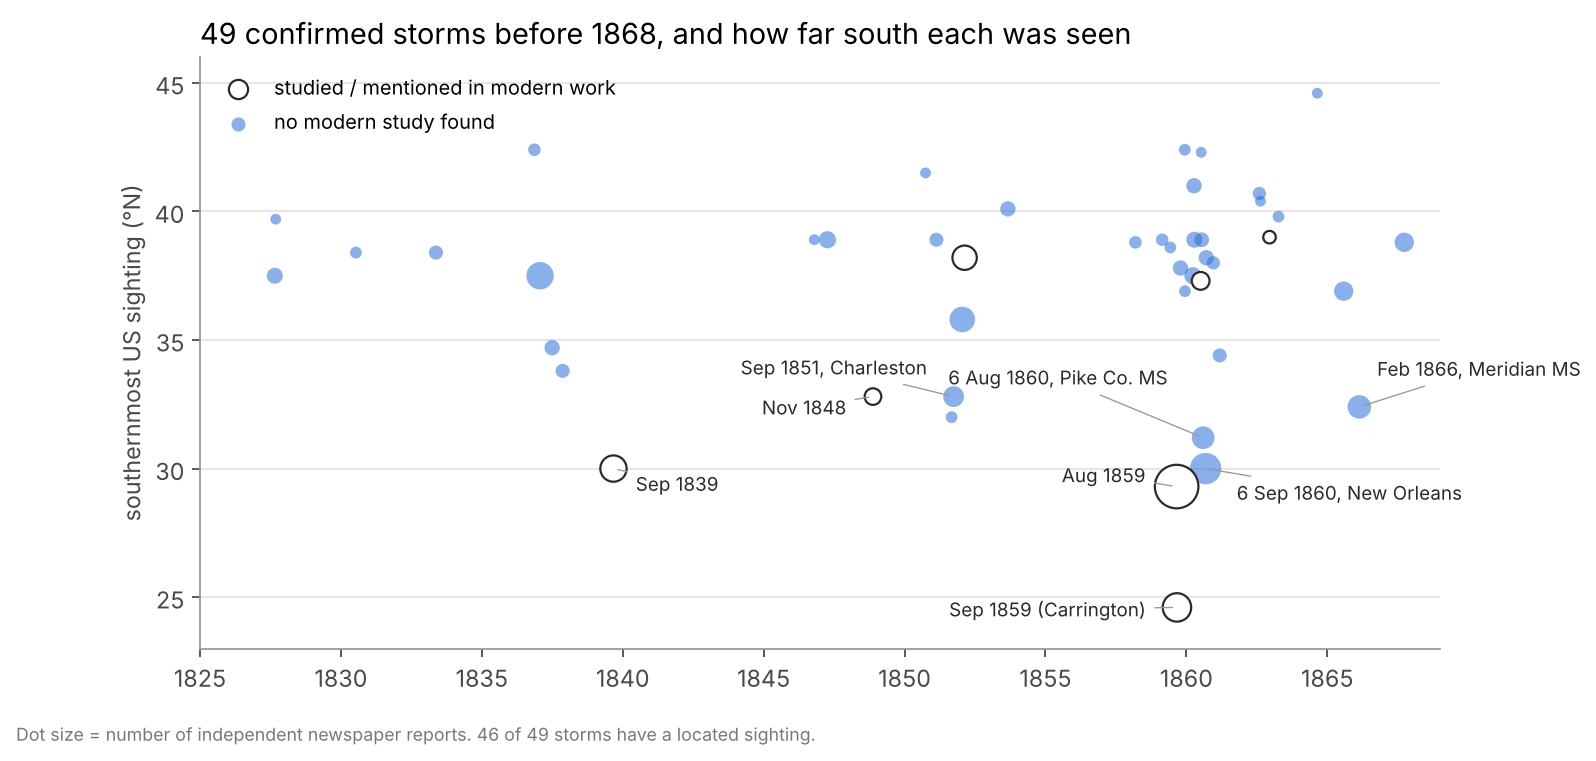 49 confirmed storms before 1868, and how far south each was seen
studied / mentioned in modern work
no modern study found
southernmost US sighting (°N)
45
40
35
30
25
Sep 1851, Charleston
6 Aug 1860, Pike Co. MS
Feb 1866, Meridian MS
Nov 1848
Sep 1839
Aug 1859
6 Sep 1860, New Orleans
Sep 1859 (Carrington)
1825
1830
1835
1840
1845
1850
1855
1860
1865
Dot size = number of independent newspaper reports. 46 of 49 storms have a located sighting.